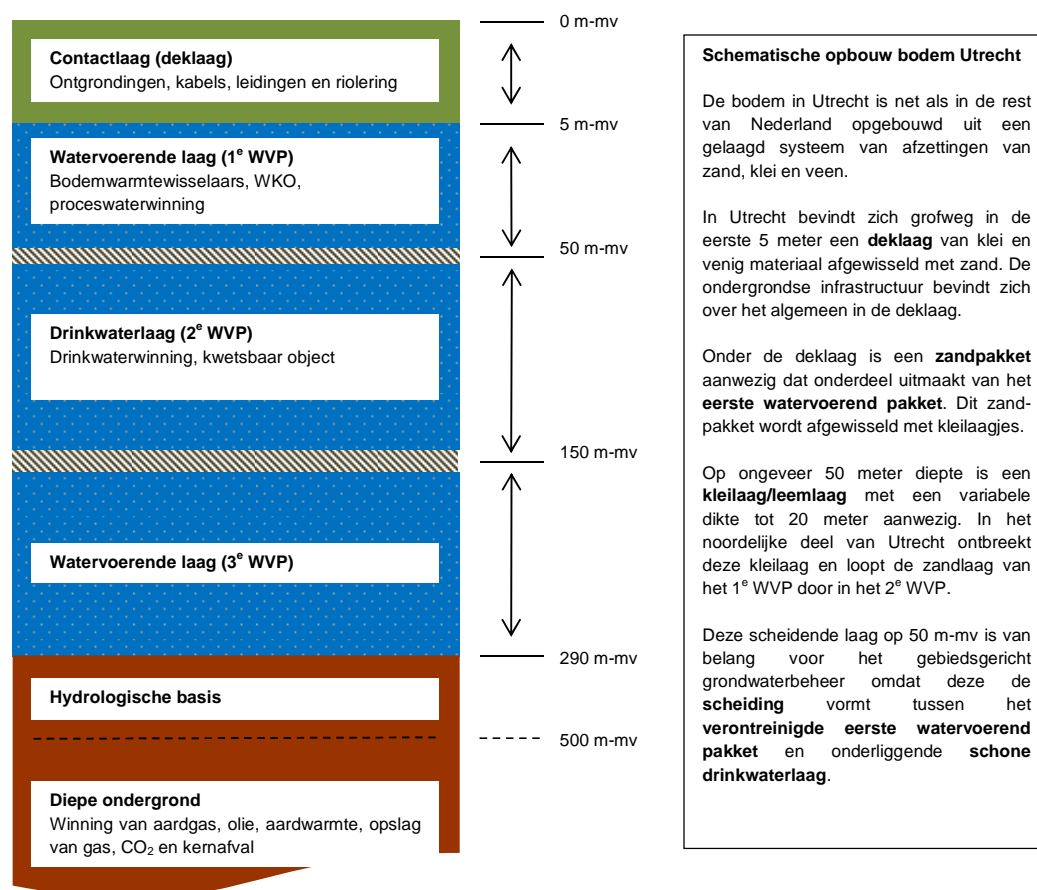 0 m-mv
Contactlaag (deklaag)
Ontgrondingen, kabels, leidingen en riolering
5 m-mv
Watervoerende laag (1e WVP)
Bodemwarmtewisselaars, WKO,
proceswaterwinning
50 m-mv
Drinkwaterlaag (2e WVP)
Drinkwaterwinning, kwetsbaar object
150 m-mv
Watervoerende laag (3e WVP)
290 m-mv
Hydrologische basis
500 m-mv
Diepe ondergrond
Winning van aardgas, olie, aardwarmte, opslag
van gas, CO2 en kernafval
Schematische opbouw bodem Utrecht
De bodem in Utrecht is net als in de rest
van Nederland opgebouwd uit een
gelaagd systeem van afzettingen van
zand, klei en veen.
In Utrecht bevindt zich grofweg in de
eerste 5 meter een deklaag van klei en
venig materiaal afgewisseld met zand. De
ondergrondse infrastructuur bevindt zich
over het algemeen in de deklaag.
Onder de deklaag is een zandpakket
aanwezig dat onderdeel uitmaakt van het
eerste watervoerend pakket. Dit zand-
pakket wordt afgewisseld met kleilaagjes.
Op ongeveer 50 meter diepte is een
kleilaag/leemlaag met een variabele
dikte tot 20 meter aanwezig. In het
noordelijke deel van Utrecht ontbreekt
deze kleilaag en loopt de zandlaag van
het 1e WVP door in het 2e WVP.
Deze scheidende laag op 50 m-mv is van
belang voor het gebiedsgericht
grondwaterbeheer omdat deze de
scheiding vormt tussen het
verontreinigde eerste watervoerend
pakket en onderliggende schone
drinkwaterlaag.